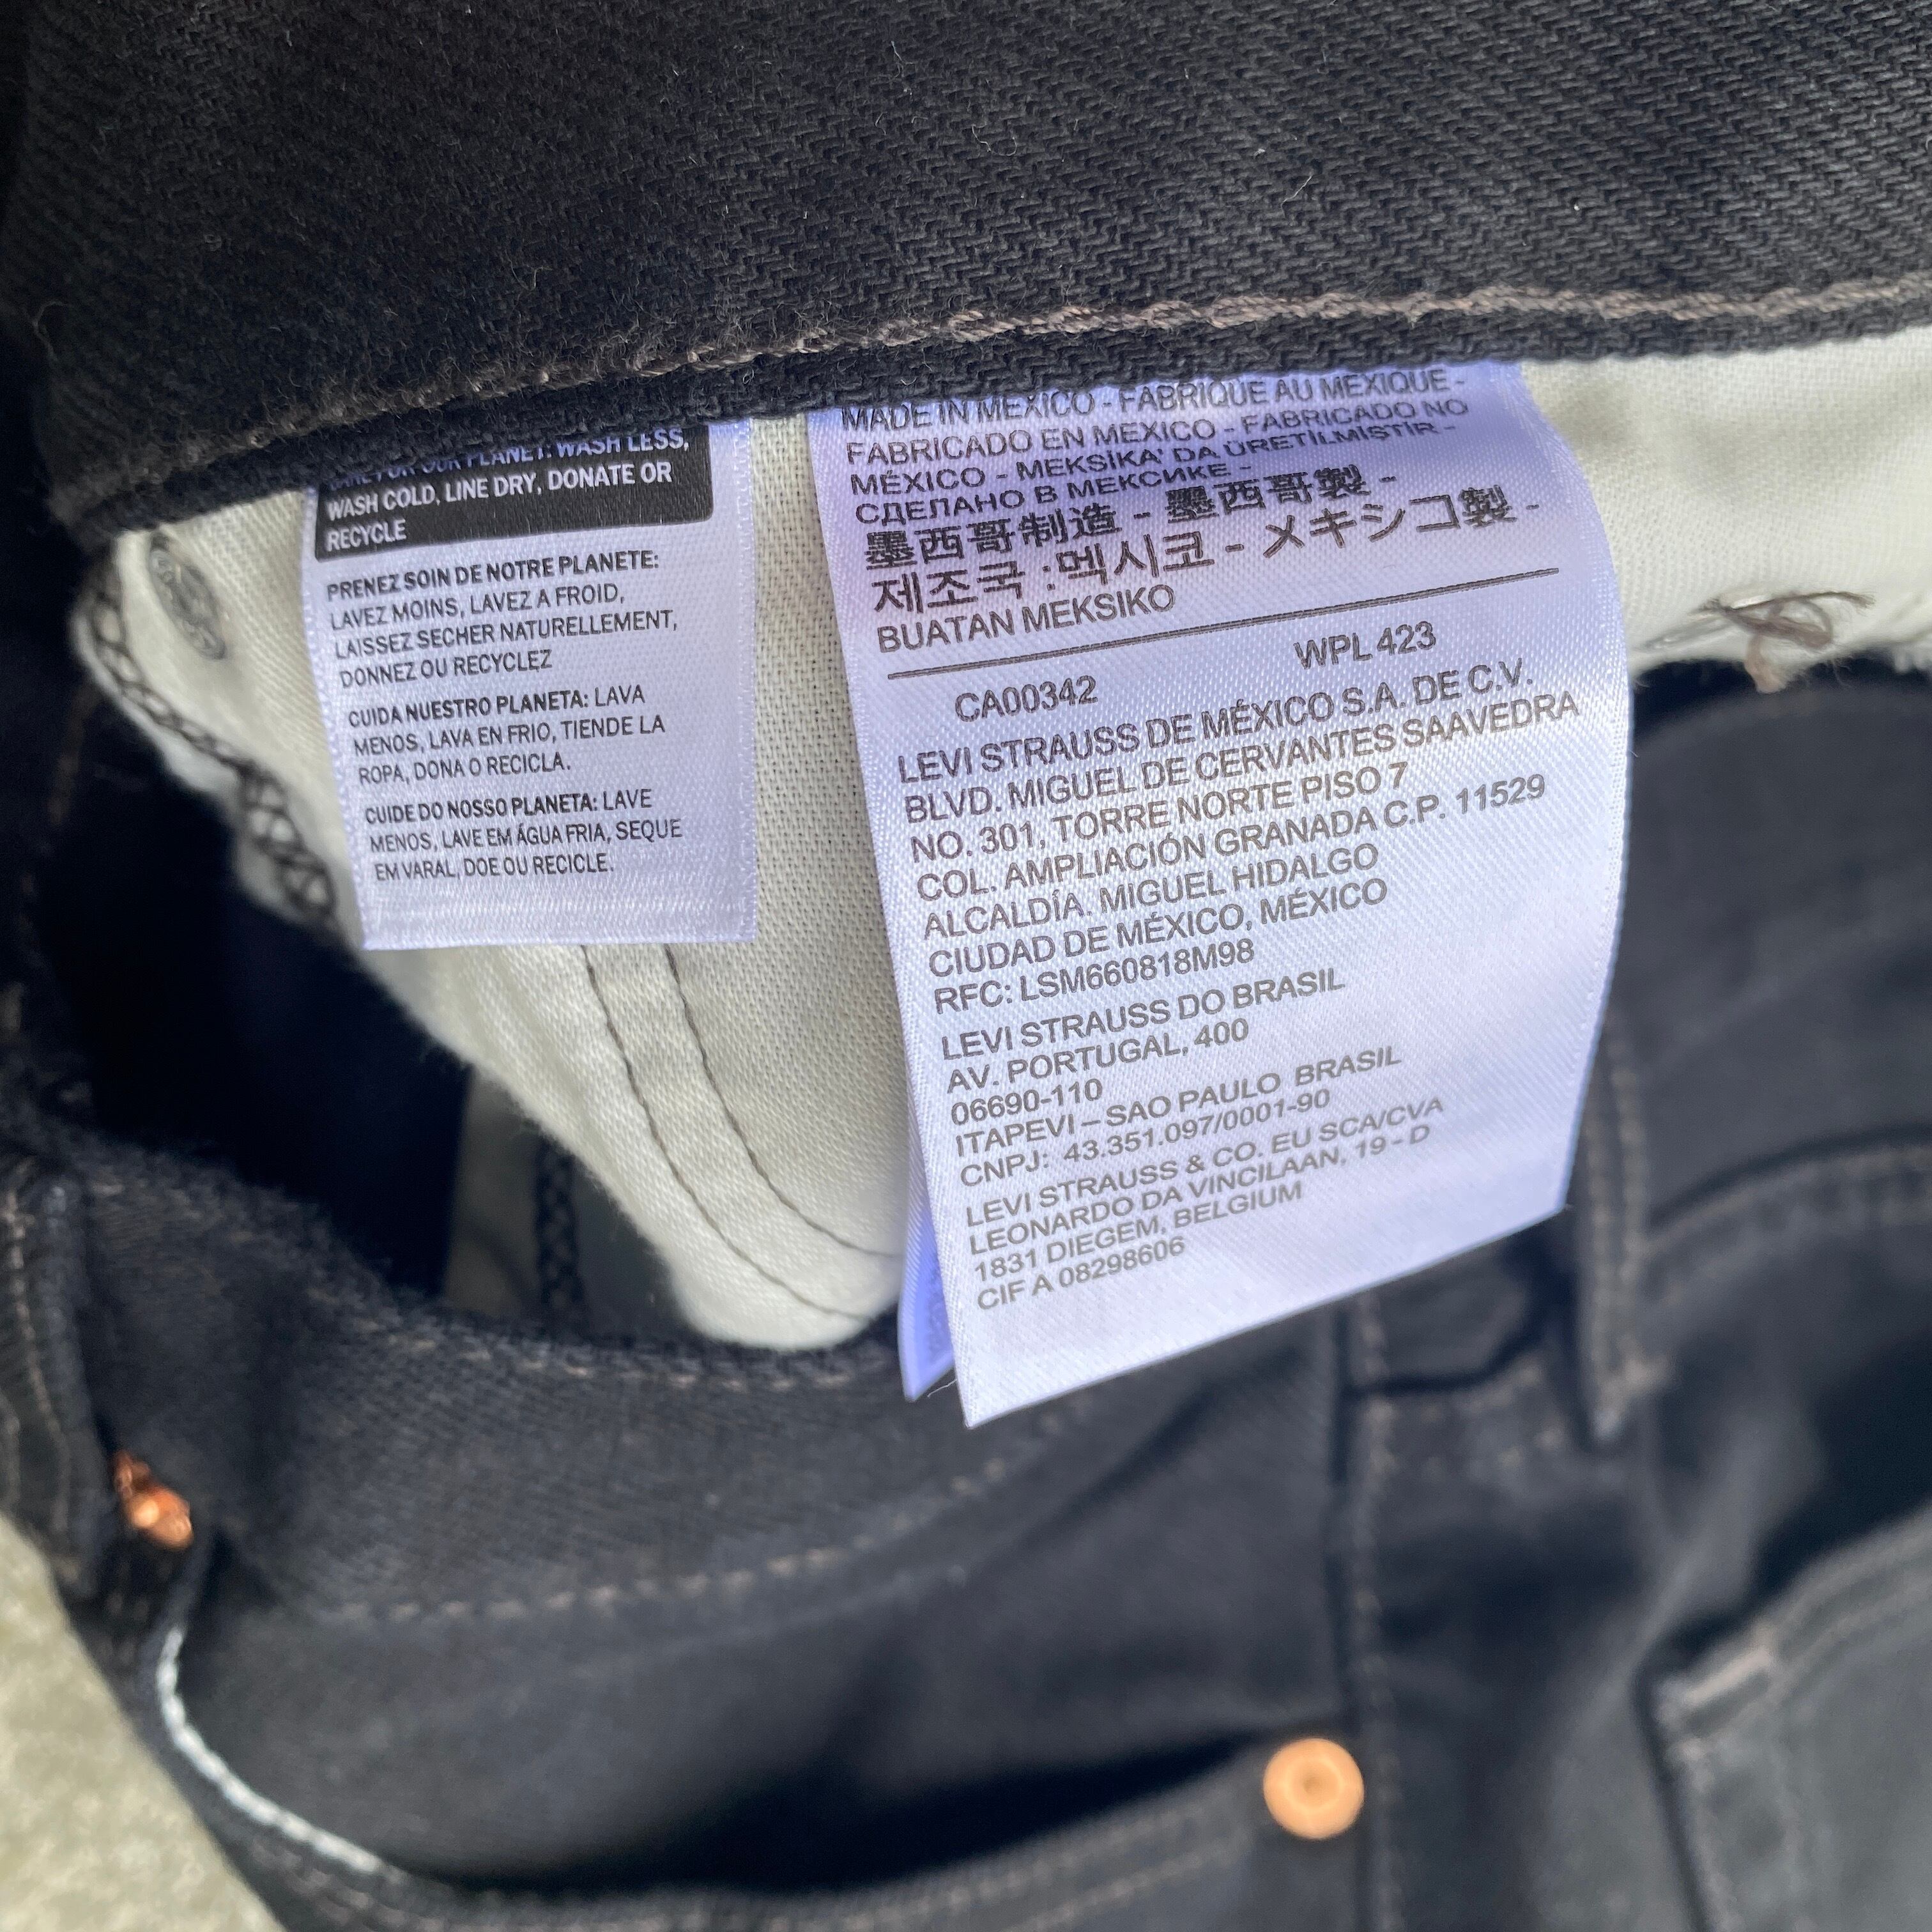 CARE FOR OUR PLANET: WASH LESS,
WASH COLD, LINE DRY, DONATE OR
RECYCLE
PRENEZ SOIN DE NOTRE PLANETE:
LAVEZ MOINS, LAVEZ A FROID,
LAISSEZ SECHER NATURELLEMENT,
DONNEZ OU RECYCLEZ
CUIDA NUESTRO PLANETA: LAVA
MENOS, LAVA EN FRIO, TIENDE LA
ROPA, DONA O RECICLA.
CUIDE DO NOSSO PLANETA: LAVE
MENOS, LAVE EM ÁGUA FRIA, SEQUE
EM VARAL, DOE OU RECICLE.
MADE IN MEXICO - FABRIQUE AU MEXIQUE -
FABRICADO EN MEXICO - FABRICADO NO
MÉXICO - MEKSİKA' DA ÜRETİLMİSTİR -
СДЕЛАНО В МЕКСИКЕ -
墨西哥制造 - 墨西哥製 -
제조국 :멕시코 - メキシコ製 -
BUATAN MEKSIKO
CA00342 WPL 423
LEVI STRAUSS DE MÉXICO S.A. DE C.V.
BLVD. MIGUEL DE CERVANTES SAAVEDRA
NO. 301, TORRE NORTE PISO 7
COL. AMPLIACIÓN GRANADA C.P. 11529
ALCALDÍA. MIGUEL HIDALGO
CIUDAD DE MÉXICO, MÉXICO
RFC: LSM660818M98
LEVI STRAUSS DO BRASIL
AV. PORTUGAL, 400
06690-110
ITAPEVI – SAO PAULO BRASIL
CNPJ: 43.351.097/0001-90
LEVI STRAUSS & CO. EU SCA/CVA
LEONARDO DA VINCILAAN, 19 - D
1831 DIEGEM, BELGIUM
CIF A 08298606